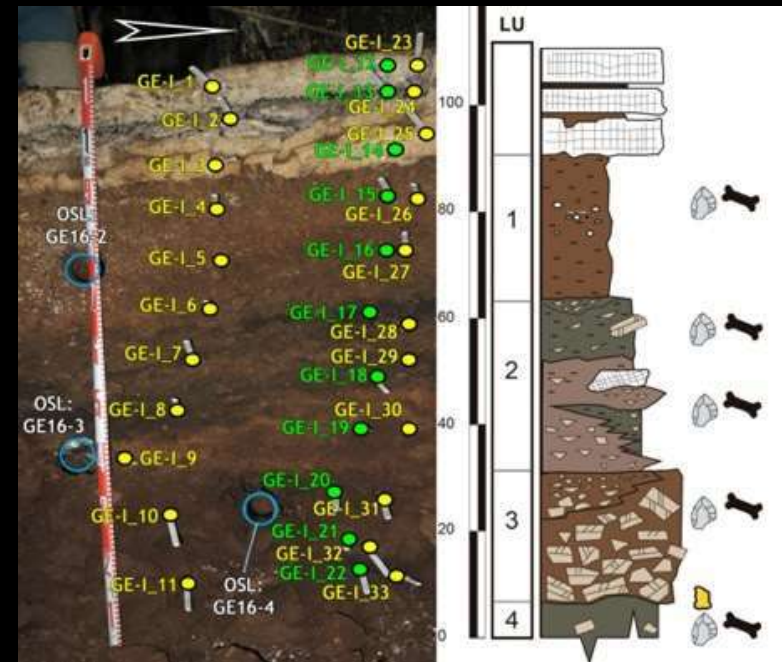 GE-I_1
GE-I_2
GE-I_3
GE-I_4
GE-I_5
GE-I_6
GE-I_7
GE-I_8
GE-I_9
GE-I_10
GE-I_11
OSL:
GE16-2
OSL:
GE16-3
OSL:
GE16-4
GE-I_23
GE-I_12
GE-I_13
GE-I_24
GE-I_25
GE-I_14
GE-I_15
GE-I_26
GE-I_16
GE-I_27
GE-I_17
GE-I_28
GE-I_29
GE-I_18
GE-I_30
GE-I_19
GE-I_20
GE-I_31
GE-I_21
GE-I_32
GE-I_22
GE-I_33
100
80
60
40
20
0
LU
1
2
3
4